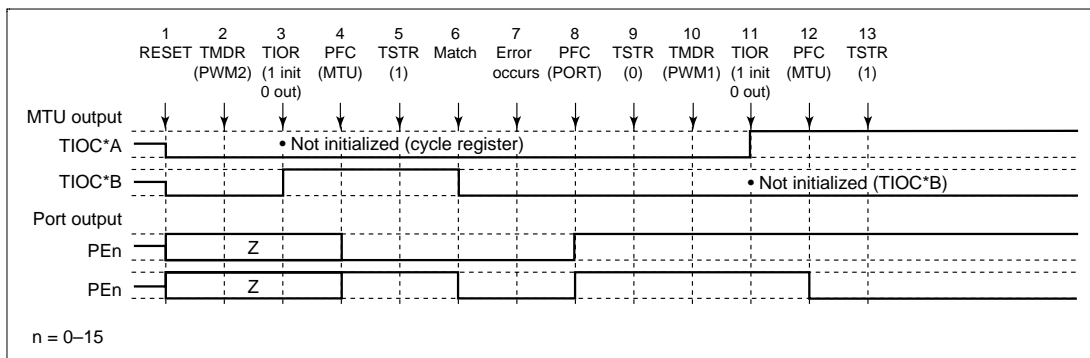 1 2 3 4 5 6 7 8 9 10 11 12 13
RESET TMDR TIOR PFC TSTR Match Error PFC TSTR TMDR TIOR PFC TSTR
(PWM2) (1 init (MTU) (1) occurs (PORT) (0) (PWM1) (1 init (MTU) (1)
0 out) 0 out)
MTU output
TIOC*A • Not initialized (cycle register)
TIOC*B • Not initialized (TIOC*B)
Port output
PEn Z
PEn Z
n = 0–15